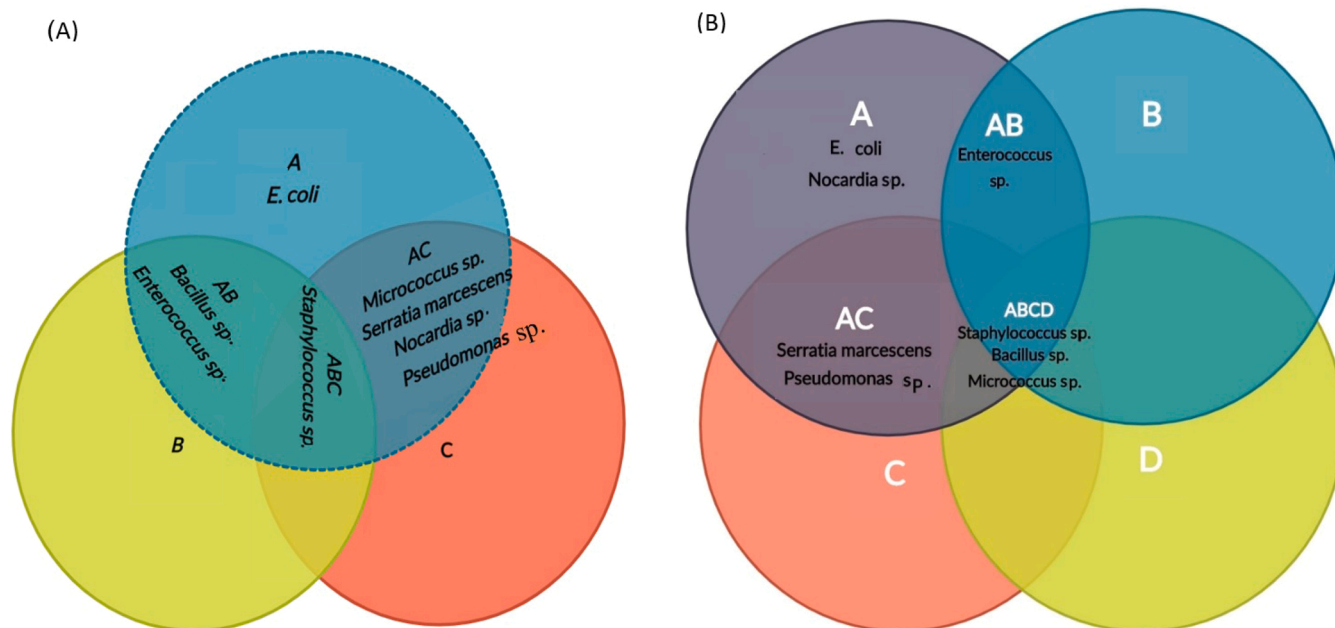 (A)
A
E. coli
AB
Bacillus sp.
Enterococcus sp.
ABC
Staphylococcus sp.
AC
Micrococcus sp.
Serratia marcescens
Nocardia sp.
Pseudomonas sp.
B
C
(B)
A
E. coli
Nocardia sp.
AB
Enterococcus
sp.
B
AC
Serratia marcescens
Pseudomonas sp.
ABCD
Staphylococcus sp.
Bacillus sp.
Micrococcus sp.
C
D